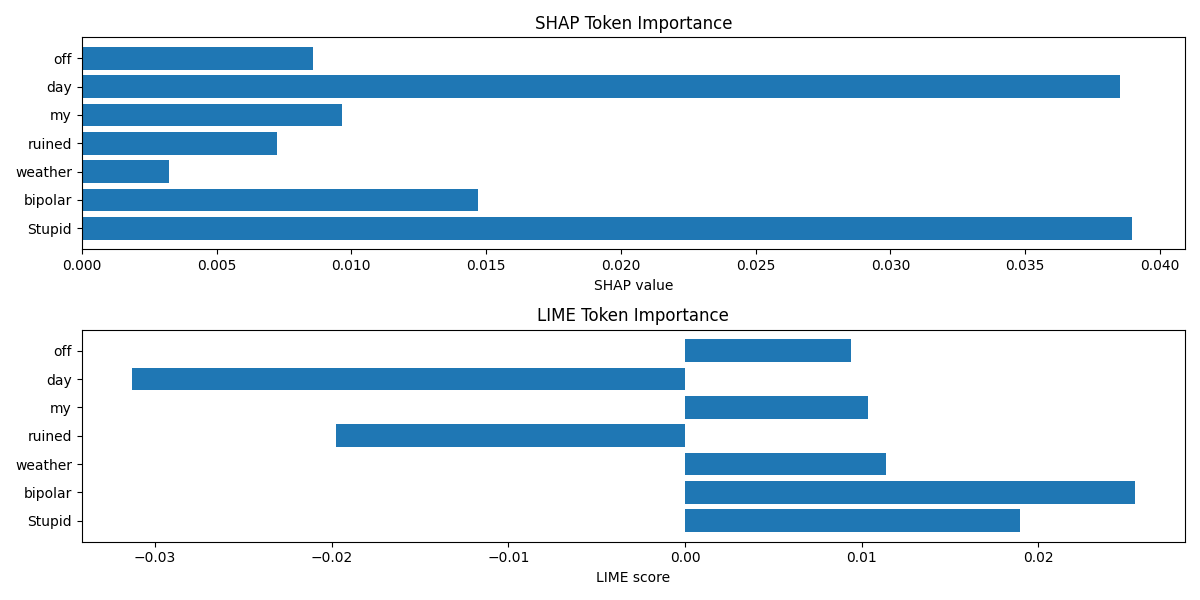 SHAP Token Importance
off
day
my
ruined
weather
bipolar
Stupid
0.000 0.005 0.010 0.015 0.020 0.025 0.030 0.035 0.040
SHAP value
LIME Token Importance
off
day
my
ruined
weather
bipolar
Stupid
−0.03 −0.02 −0.01 0.00 0.01 0.02
LIME score